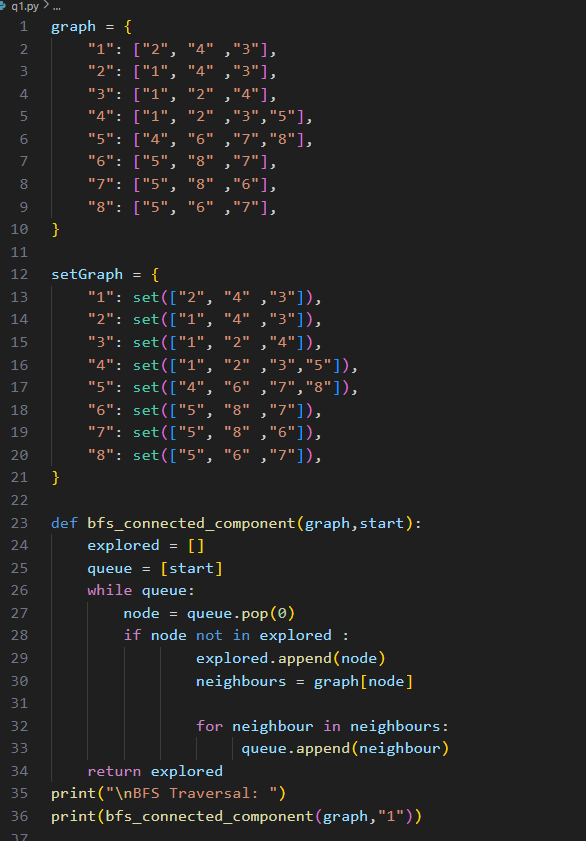 q1.py > ...
1 graph = {
2     "1": ["2", "4" ,"3"],
3     "2": ["1", "4" ,"3"],
4     "3": ["1", "2" ,"4"],
5     "4": ["1", "2" ,"3","5"],
6     "5": ["4", "6" ,"7","8"],
7     "6": ["5", "8" ,"7"],
8     "7": ["5", "8" ,"6"],
9     "8": ["5", "6" ,"7"],
10 }
11
12 setGraph = {
13     "1": set(["2", "4" ,"3"]),
14     "2": set(["1", "4" ,"3"]),
15     "3": set(["1", "2" ,"4"]),
16     "4": set(["1", "2" ,"3","5"]),
17     "5": set(["4", "6" ,"7","8"]),
18     "6": set(["5", "8" ,"7"]),
19     "7": set(["5", "8" ,"6"]),
20     "8": set(["5", "6" ,"7"]),
21 }
22
23 def bfs_connected_component(graph,start):
24     explored = []
25     queue = [start]
26     while queue:
27         node = queue.pop(0)
28         if node not in explored :
29                 explored.append(node)
30                 neighbours = graph[node]
31
32                 for neighbour in neighbours:
33                      queue.append(neighbour)
34     return explored
35 print("\nBFS Traversal: ")
36 print(bfs_connected_component(graph,"1"))
37